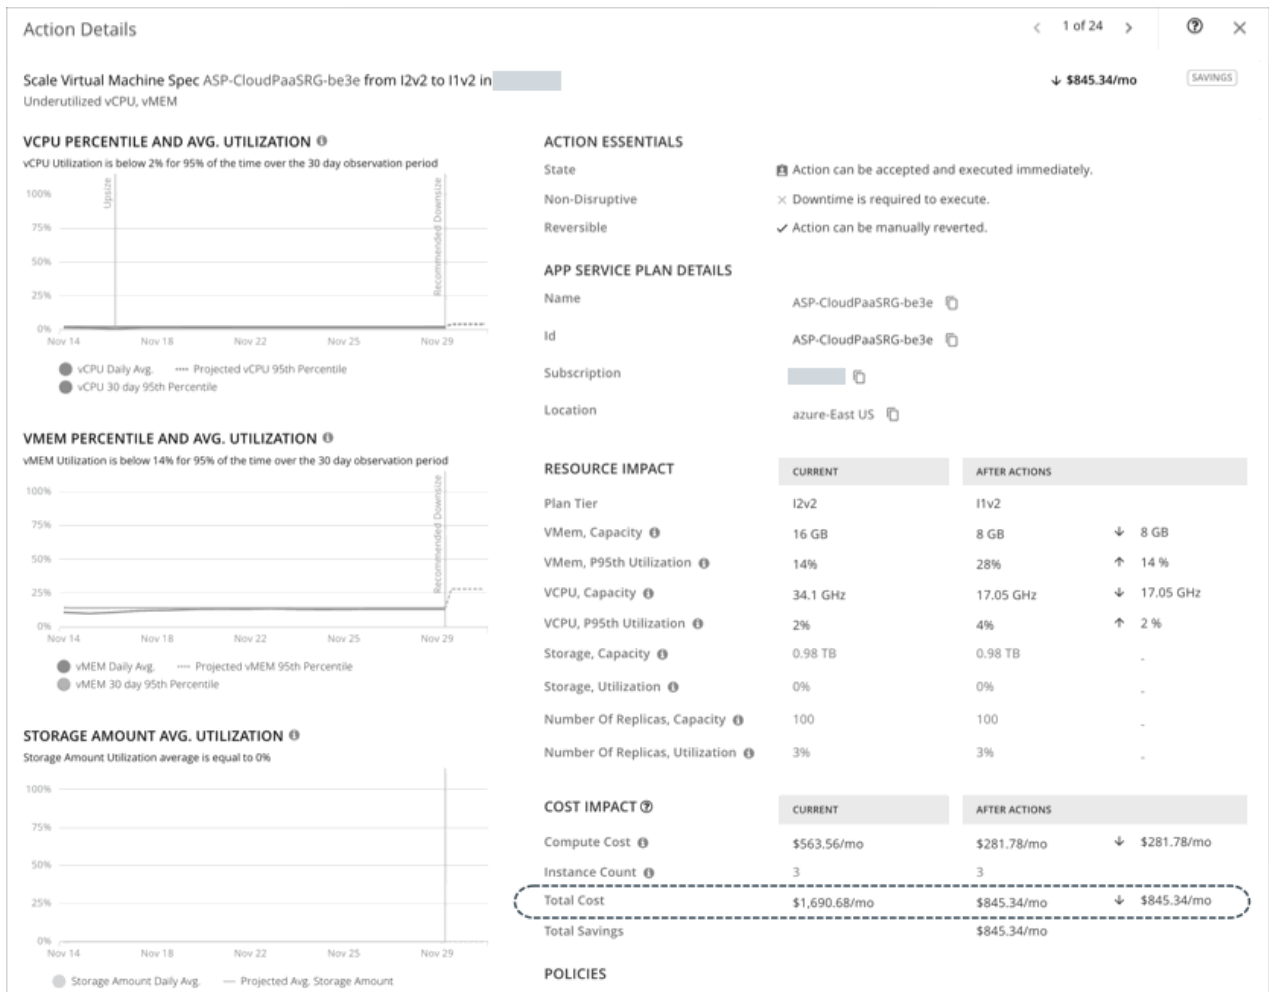 Action Details
1 of 24
Scale Virtual Machine Spec ASP-CloudPaaSRG-be3e from I2v2 to I1v2 in
$845.34/mo
SAVINGS
Underutilized vCPU, vMEM
VCPU PERCENTILE AND AVG. UTILIZATION
vCPU Utilization is below 2% for 95% of the time over the 30 day observation period
Upsize
Recommended Downsize
100%
75%
50%
25%
0%
Nov 14 Nov 18 Nov 22 Nov 25 Nov 29
vCPU Daily Avg. Projected vCPU 95th Percentile
vCPU 30 day 95th Percentile
VMEM PERCENTILE AND AVG. UTILIZATION
vMEM Utilization is below 14% for 95% of the time over the 30 day observation period
Recommended Downsize
100%
75%
50%
25%
0%
Nov 14 Nov 18 Nov 22 Nov 25 Nov 29
vMEM Daily Avg. Projected vMEM 95th Percentile
vMEM 30 day 95th Percentile
STORAGE AMOUNT AVG. UTILIZATION
Storage Amount Utilization average is equal to 0%
100%
75%
50%
25%
0%
Nov 14 Nov 18 Nov 22 Nov 25 Nov 29
Storage Amount Daily Avg. Projected Avg. Storage Amount
ACTION ESSENTIALS
State Action can be accepted and executed immediately.
Non-Disruptive Downtime is required to execute.
Reversible Action can be manually reverted.
APP SERVICE PLAN DETAILS
Name ASP-CloudPaaSRG-be3e
Id ASP-CloudPaaSRG-be3e
Subscription
Location azure-East US
RESOURCE IMPACT CURRENT AFTER ACTIONS
Plan Tier I2v2 I1v2
VMem, Capacity 16 GB 8 GB 8 GB
VMem, P95th Utilization 14% 28% 14 %
VCPU, Capacity 34.1 GHz 17.05 GHz 17.05 GHz
VCPU, P95th Utilization 2% 4% 2 %
Storage, Capacity 0.98 TB 0.98 TB -
Storage, Utilization 0% 0% -
Number Of Replicas, Capacity 100 100 -
Number Of Replicas, Utilization 3% 3% -
COST IMPACT CURRENT AFTER ACTIONS
Compute Cost $563.56/mo $281.78/mo $281.78/mo
Instance Count 3 3
Total Cost $1,690.68/mo $845.34/mo $845.34/mo
Total Savings $845.34/mo
POLICIES